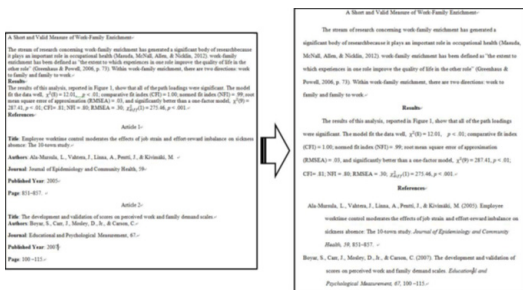 A Short and Valid Measure of Work-Family Enrichment
The stream of research concerning work-family enrichment has generated a
significant body of researchbecause it plays an important role in occupational health (Masuda,
McNall, Allen, & Nicklin, 2012). work-family enrichment has been defined as "the extent to
which experiences in one role improve the quality of life in the other role" (Greenhaus &
Powell, 2006, p. 73). Within work-family enrichment, there are two directions: work to
family and family to work.
Results
The results of this analysis, reported in Figure 1, show that all of the path loadings were significant. The model
fit the data well, χ²(8) = 12.01, p < .01; comparative fit index (CFI) = 1.00, normed fit index (NFI) = .99, root
mean square error of approximation (RMSEA) = .03, and significantly better than a one-factor model, χ²(9) =
287.41, p < .01; CFI = .81; NFI = .80; RMSEA = .30,
References
Article 1
Title: Employee worktime control moderates the effects of job strain and effort-reward imbalance on sickness
absence: The 10-town study.
Authors: Ala-Mursula, L., Vahtera, J., Linna, A., Pentti, J., & Kivimäki, M.
Journal: Journal of Epidemiology and Community Health, 59
Published Year: 2005
Page: 851-857.
Article 2
Title: The development and validation of scores on perceived work and family demand scales.
Authors: Boyar, S., Carr, J., Mosley, D., Jr., & Carson, C.
Journal: Educational and Psychological Measurement, 67.
Published Year: 2007
Page: 100-115
A Short and Valid Measure of Work-Family Enrichment
The stream of research concerning work-family enrichment has generated a
significant body of researchbecause it plays an important role in occupational health (Masuda,
McNall, Allen, & Nicklin, 2012). work-family enrichment has been defined as "the extent to
which experiences in one role improve the quality of life in the other role" (Greenhaus &
Powell, 2006, p. 73). Within work-family enrichment, there are two directions: work to
family and family to work.
Results
The results of this analysis, reported in Figure 1, show that all of the path loadings
were significant. The model fit the data well, χ²(8) = 12.01, p < .01; comparative fit index
(CFI) = 1.00, normed fit index (NFI) = .99, root mean square error of approximation
(RMSEA) = .03, and significantly better than a one-factor model, χ²(9) = 287.41, p < .01;
CFI = .81; NFI = .80; RMSEA = .30,
References
Ala-Mursula, L., Vahtera, J., Linna, A., Pentti, J., & Kivimäki, M. (2005). Employee
worktime control moderates the effects of job strain and effort-reward imbalance on
sickness absence: The 10-town study. Journal of Epidemiology and Community
Health, 59, 851-857.
Boyar, S., Carr, J., Mosley, D., Jr., & Carson, C. (2007). The development and validation of
scores on perceived work and family demand scales. Educational and
Psychological Measurement, 67, 100-115.